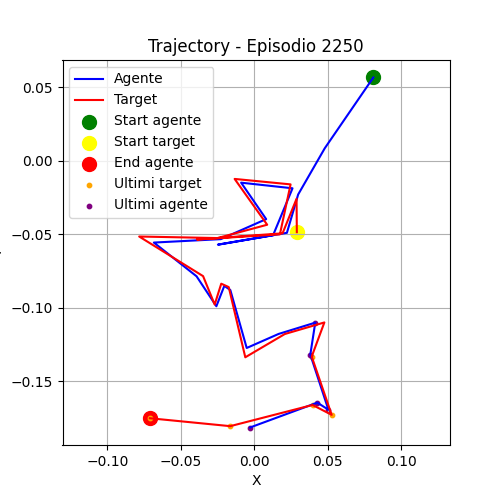 Trajectory - Episodio 2250
Agente
Target
Start agente
Start target
End agente
Ultimi target
Ultimi agente
0.05
0.00
−0.05
−0.10
−0.15
−0.10
−0.05
0.00
0.05
0.10
X